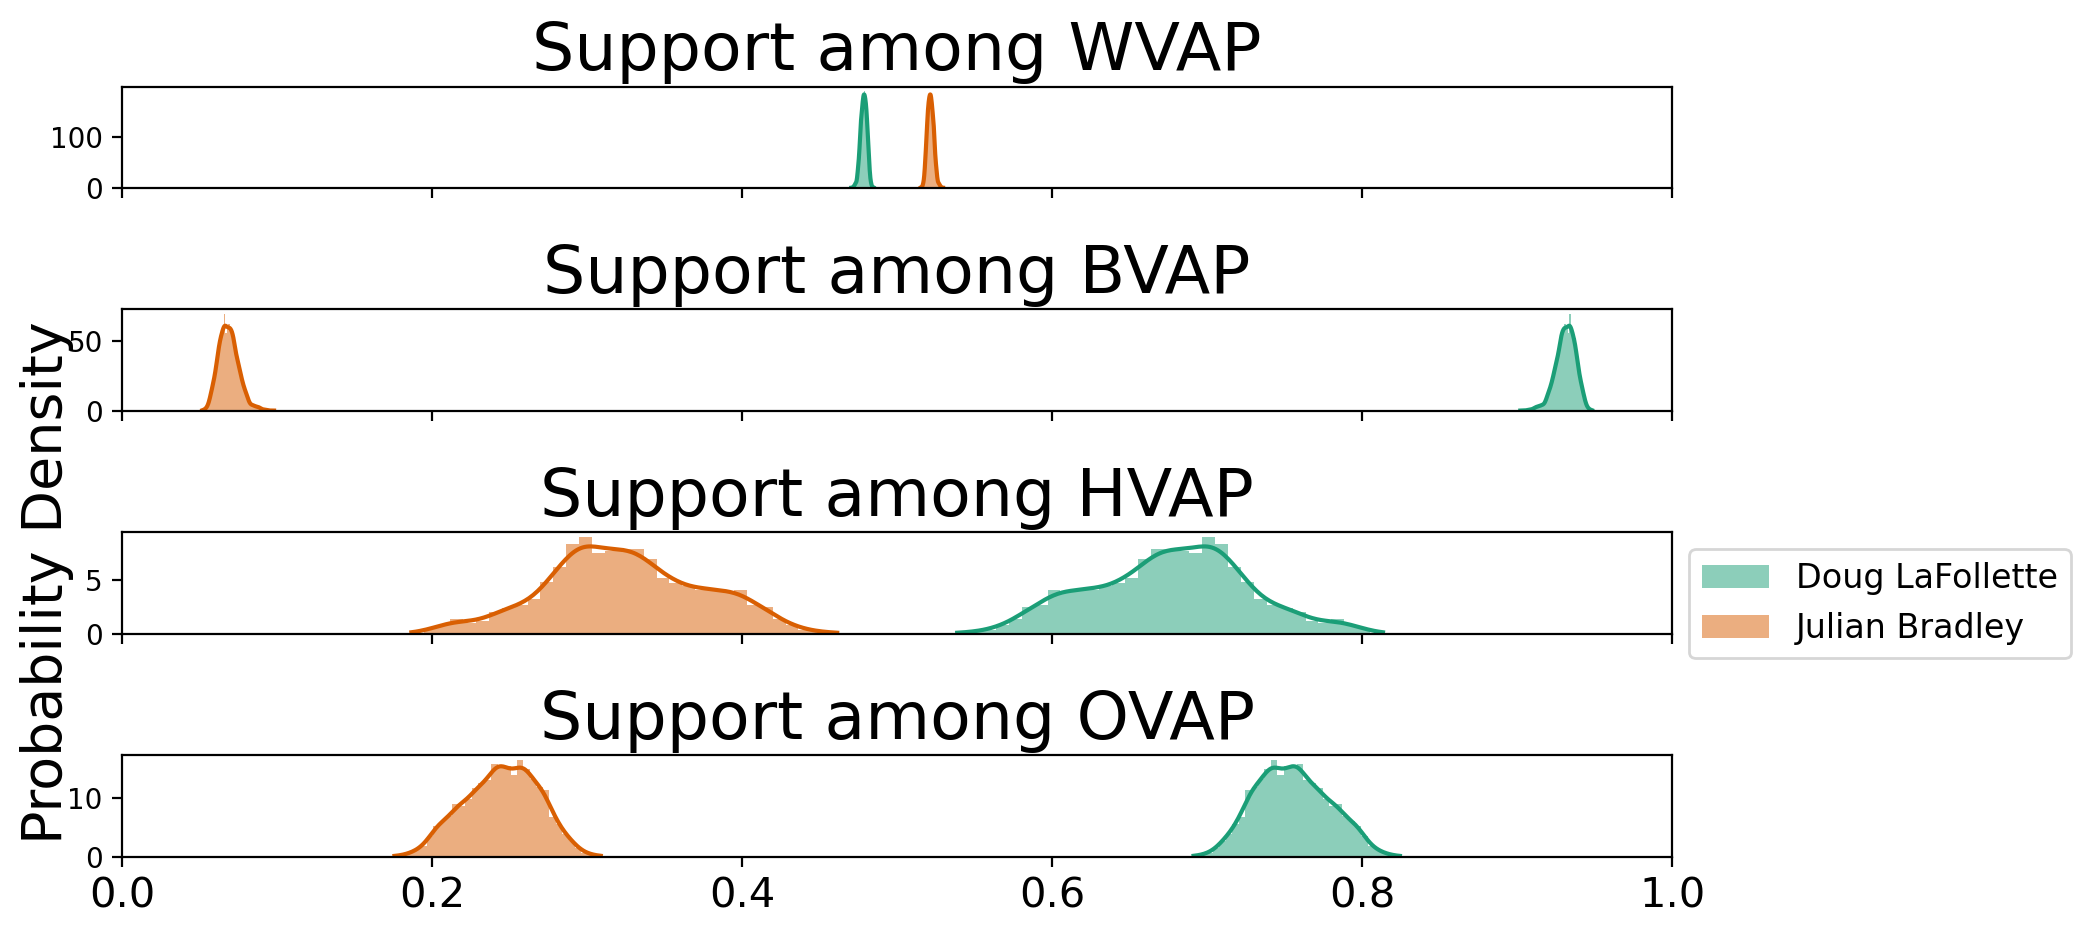 Support among WVAP
100
0
Support among BVAP
50
0
Support among HVAP
5
0
Support among OVAP
10
0
0.0 0.2 0.4 0.6 0.8 1.0
Probability Density
Doug LaFollette
Julian Bradley